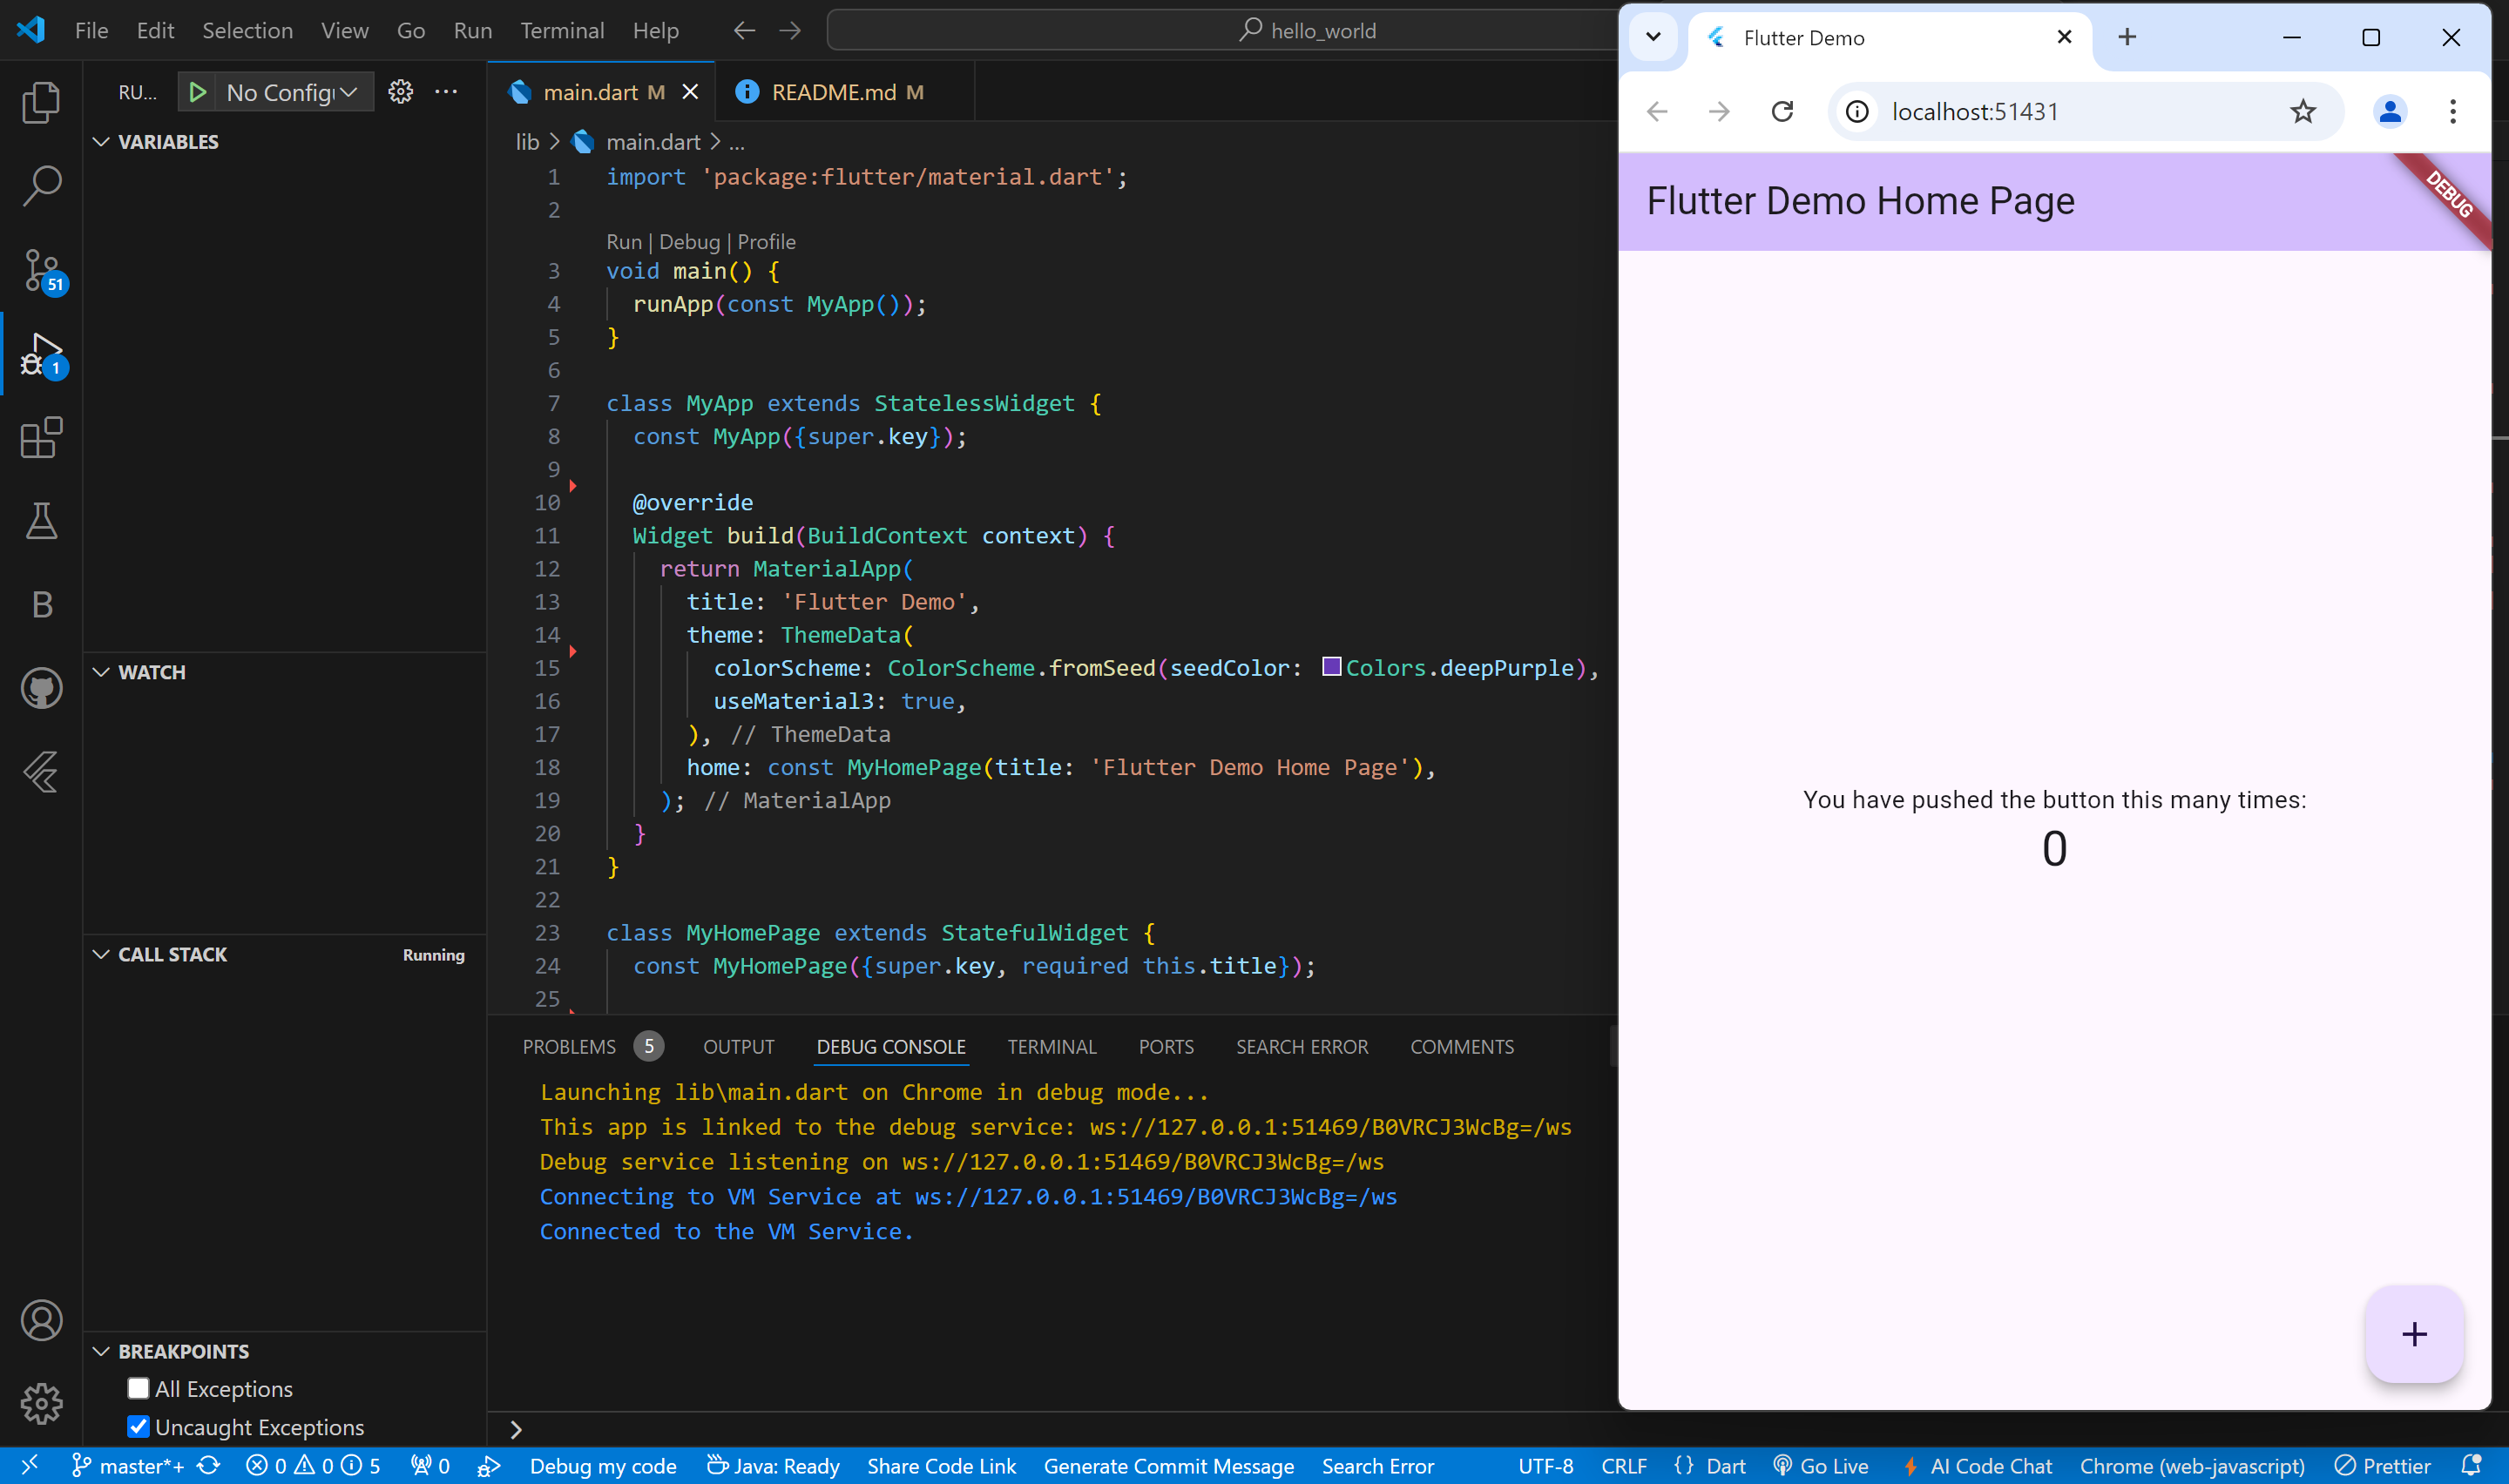 File Edit Selection View Go Run Terminal Help
hello_world
RU... No Config
VARIABLES
WATCH
CALL STACK Running
BREAKPOINTS
All Exceptions
Uncaught Exceptions
51
1
B
main.dart M
README.md M
lib > main.dart > ...
1 import 'package:flutter/material.dart';
2
Run | Debug | Profile
3 void main() {
4 runApp(const MyApp());
5 }
6
7 class MyApp extends StatelessWidget {
8 const MyApp({super.key});
9
10 @override
11 Widget build(BuildContext context) {
12 return MaterialApp(
13 title: 'Flutter Demo',
14 theme: ThemeData(
15 colorScheme: ColorScheme.fromSeed(seedColor: Colors.deepPurple),
16 useMaterial3: true,
17 ), // ThemeData
18 home: const MyHomePage(title: 'Flutter Demo Home Page'),
19 ); // MaterialApp
20 }
21 }
22
23 class MyHomePage extends StatefulWidget {
24 const MyHomePage({super.key, required this.title});
25
PROBLEMS 5 OUTPUT DEBUG CONSOLE TERMINAL PORTS SEARCH ERROR COMMENTS
Launching lib\main.dart on Chrome in debug mode...
This app is linked to the debug service: ws://127.0.0.1:51469/B0VRCJ3WcBg=/ws
Debug service listening on ws://127.0.0.1:51469/B0VRCJ3WcBg=/ws
Connecting to VM Service at ws://127.0.0.1:51469/B0VRCJ3WcBg=/ws
Connected to the VM Service.
Flutter Demo
localhost:51431
Flutter Demo Home Page
DEBUG
You have pushed the button this many times:
0
+
master*+ 0 0 5 0 Debug my code Java: Ready Share Code Link Generate Commit Message Search Error UTF-8 CRLF {} Dart Go Live AI Code Chat Chrome (web-javascript) Prettier